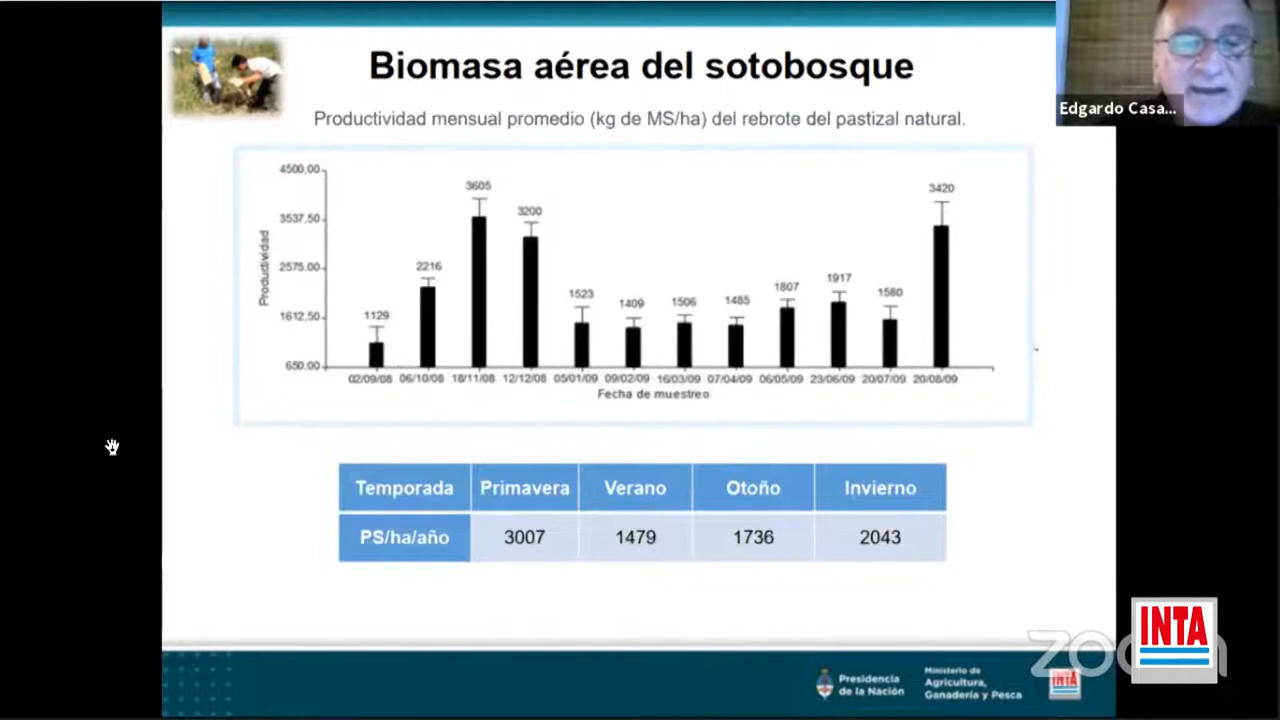 Biomasa aérea del sotobosque
Edgardo Casa...
Productividad mensual promedio (kg de MS/ha) del rebrote del pastizal natural.
Productividad
4500.00
3537.50
2575.00
1612.50
650.00
1129
2216
3605
3200
1523
1409
1506
1485
1807
1917
1580
3420
02/09/08 06/10/08 18/11/08 12/12/08 05/01/09 09/02/09 16/03/09 07/04/09 06/05/09 23/06/09 20/07/09 20/08/09
Fecha de muestreo
Temporada Primavera Verano Otoño Invierno
PS/ha/año 3007 1479 1736 2043
Presidencia
de la Nación
Ministerio de
Agricultura,
Ganadería y Pesca
INTA
zoom
INTA